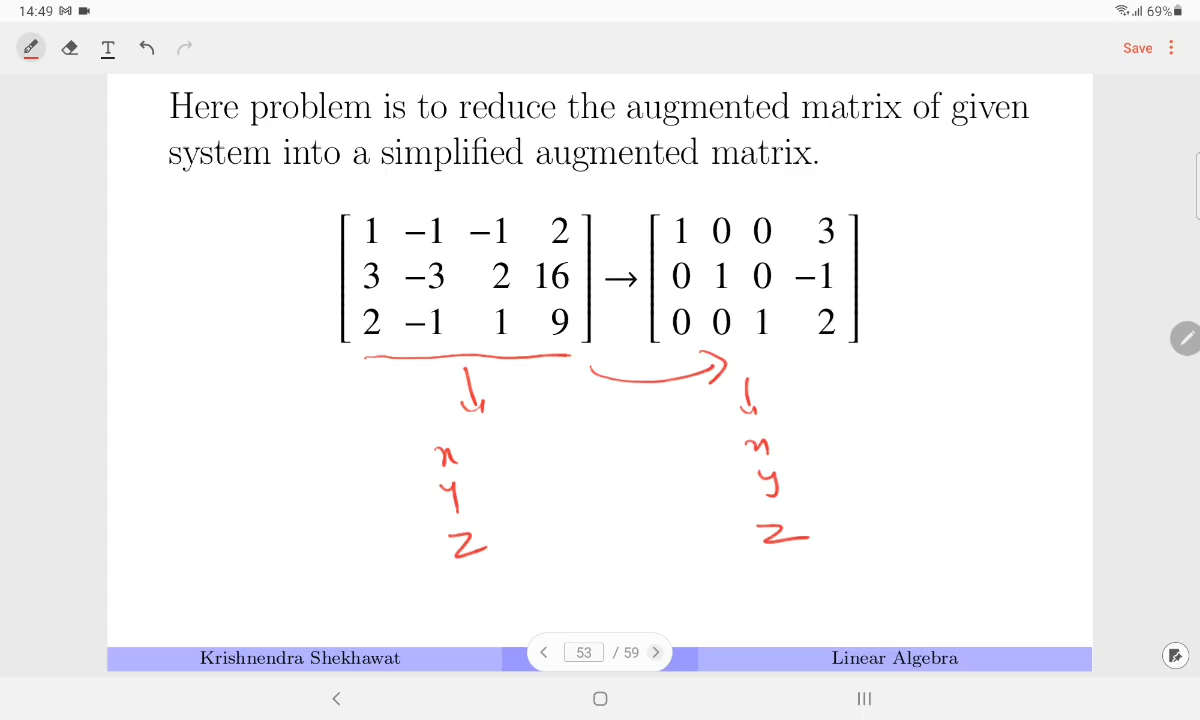 14:49 69%
T Save
Here problem is to reduce the augmented matrix of given
system into a simplified augmented matrix.
1 −1 −1 2 1 0 0 3
3 −3 2 16 → 0 1 0 −1
2 −1 1 9 0 0 1 2
x x
y y
z z
Krishnendra Shekhawat 53 / 59 Linear Algebra